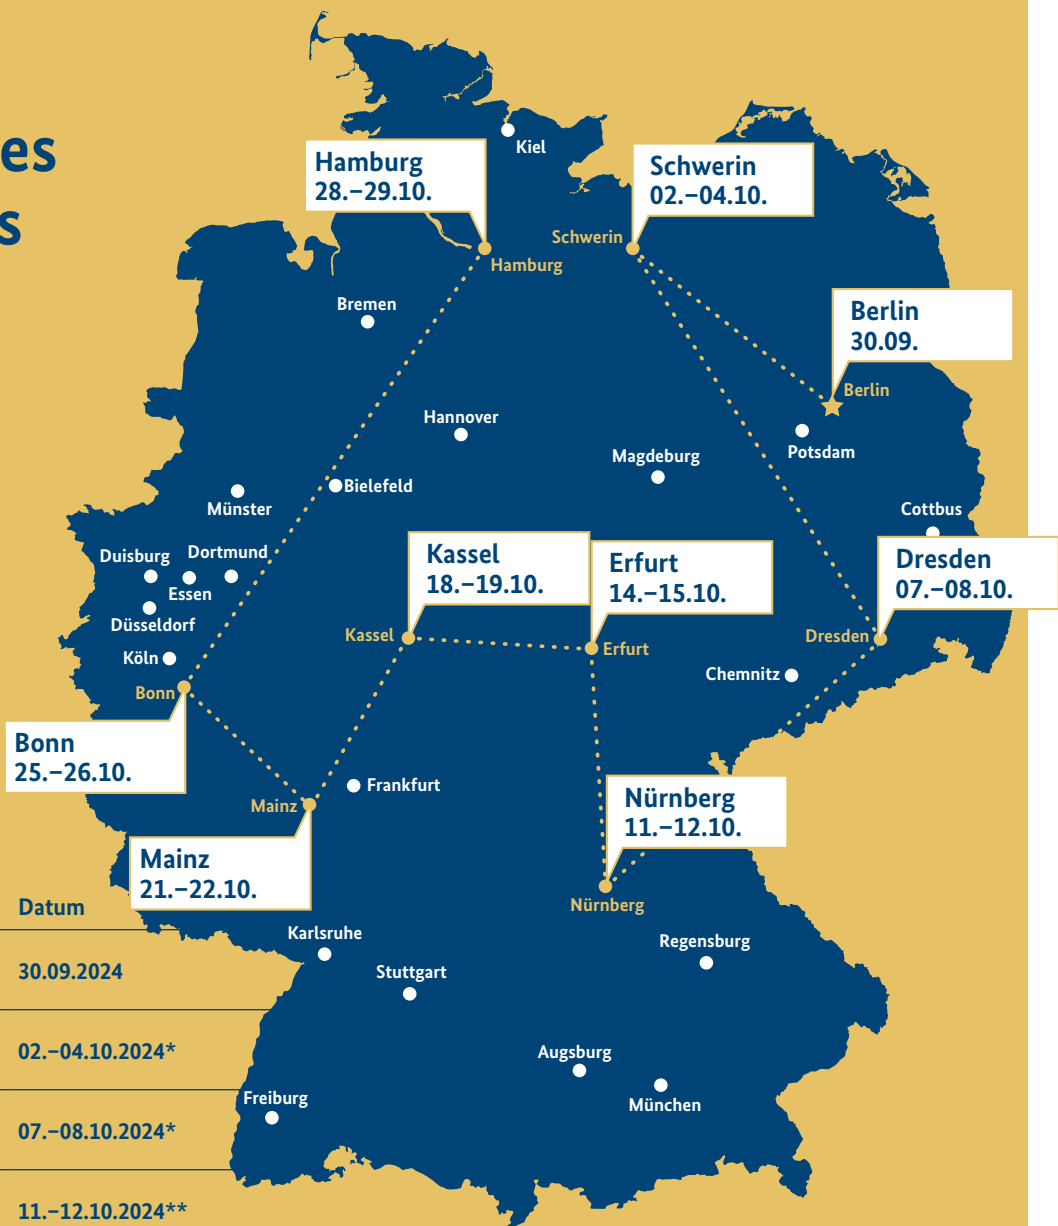 es
s
Kiel
Hamburg
28.–29.10.
Schwerin
02.–04.10.
Schwerin
Hamburg
Bremen
Berlin
30.09.
Berlin
Hannover
Potsdam
Magdeburg
Bielefeld
Münster
Cottbus
Duisburg
Dortmund
Essen
Düsseldorf
Kassel
18.–19.10.
Erfurt
14.–15.10.
Dresden
07.–08.10.
Kassel
Erfurt
Dresden
Köln
Chemnitz
Bonn
Bonn
25.–26.10.
Frankfurt
Mainz
Nürnberg
11.–12.10.
Mainz
21.–22.10.
Nürnberg
Datum
Karlsruhe
Regensburg
30.09.2024
Stuttgart
02.–04.10.2024*
Augsburg
München
Freiburg
07.–08.10.2024*
11.–12.10.2024**